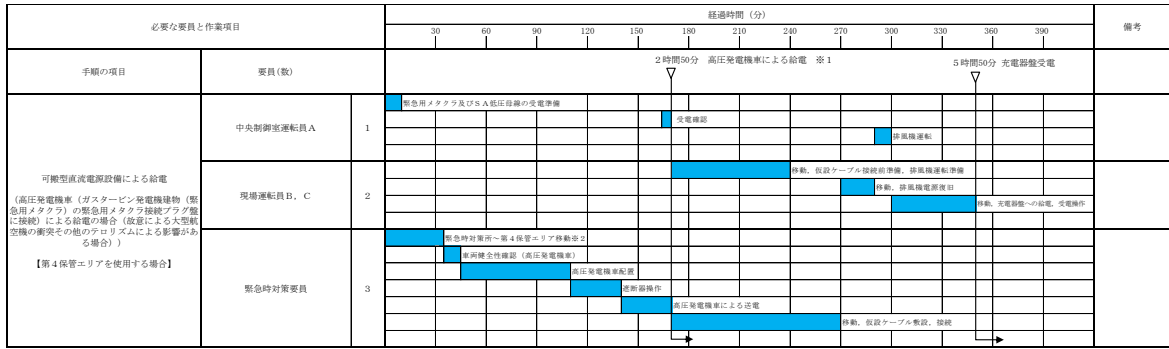 必要な要員と作業項目
経過時間（分）
備考
30 60 90 120 150 180 210 240 270 300 330 360 390
手順の項目
要員(数)
2時間50分 高圧発電機車による給電 ※1
5時間50分 充電器盤受電
可搬型直流電源設備による給電
(高圧発電機車（ガスタービン発電機建物（緊
急用メタクラ）の緊急用メタクラ接続プラグ盤
に接続）による給電の場合（故意による大型航
空機の衝突その他のテロリズムによる影響があ
る場合）)
【第4保管エリアを使用する場合】
中央制御室運転員A
1
緊急用メタクラ及びSA低圧母線の受電準備
受電確認
排風機運転
現場運転員B，C
2
移動，仮設ケーブル接続前準備，排風機運転準備
移動，排風機電源復旧
移動，充電器盤への給電，受電操作
緊急時対策要員
3
緊急時対策所～第4保管エリア移動※2
車両健全性確認（高圧発電機車）
高圧発電機車配置
遮断器操作
高圧発電機車による送電
移動，仮設ケーブル敷設，接続